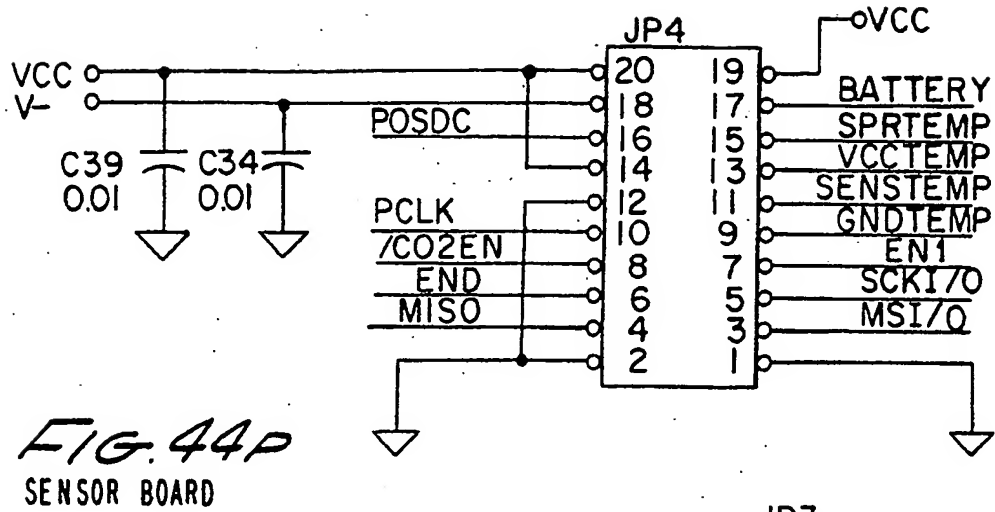 JP4
VCC
VCC
V-
POSDC
C39
0.01
C34
0.01
PCLK
/CO2EN
END
MISO
20 19
18 17
16 15
14 13
12 11
10 9
8 7
6 5
4 3
2 1
BATTERY
SPRTEMP
VCCTEMP
SENSTEMP
GNDTEMP
EN1
SCKI/O
MSI/O
FIG. 44P
SENSOR BOARD